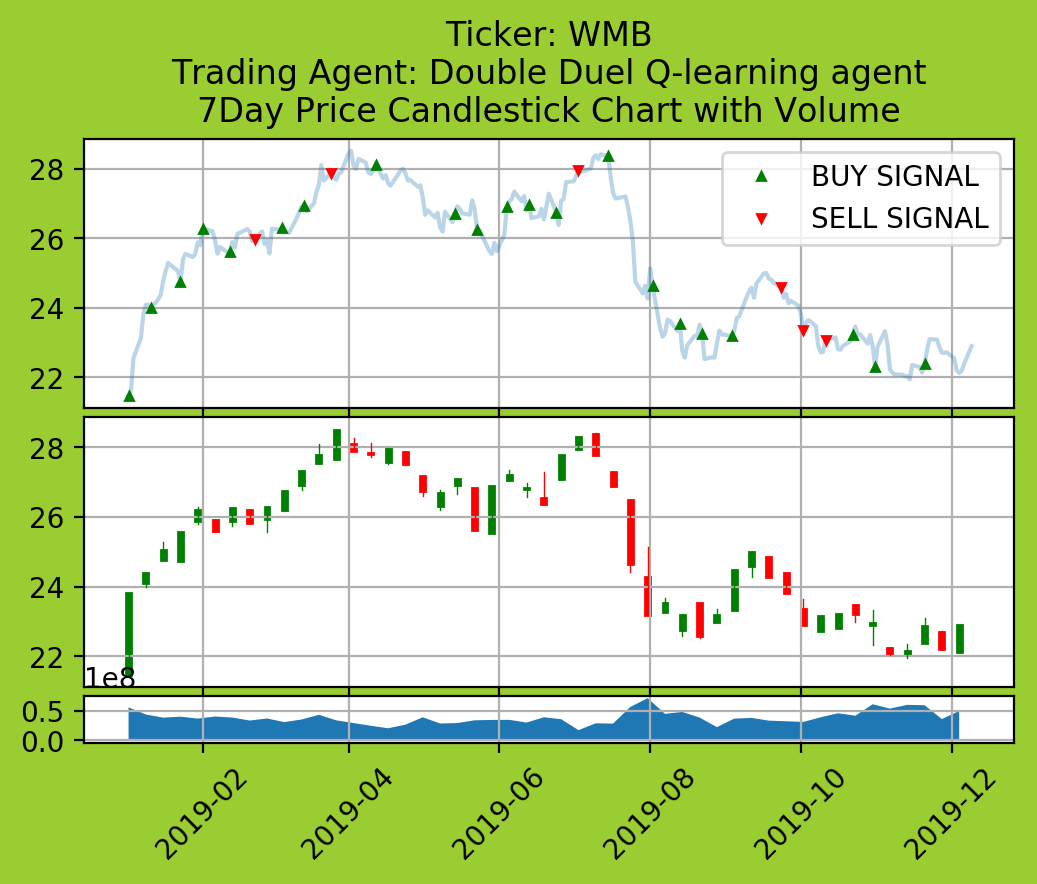 Ticker: WMB
Trading Agent: Double Duel Q-learning agent
7Day Price Candlestick Chart with Volume
BUY SIGNAL
SELL SIGNAL
28
26
24
22
28
26
24
22
1e8
0.5
0.0
2019-02
2019-04
2019-06
2019-08
2019-10
2019-12